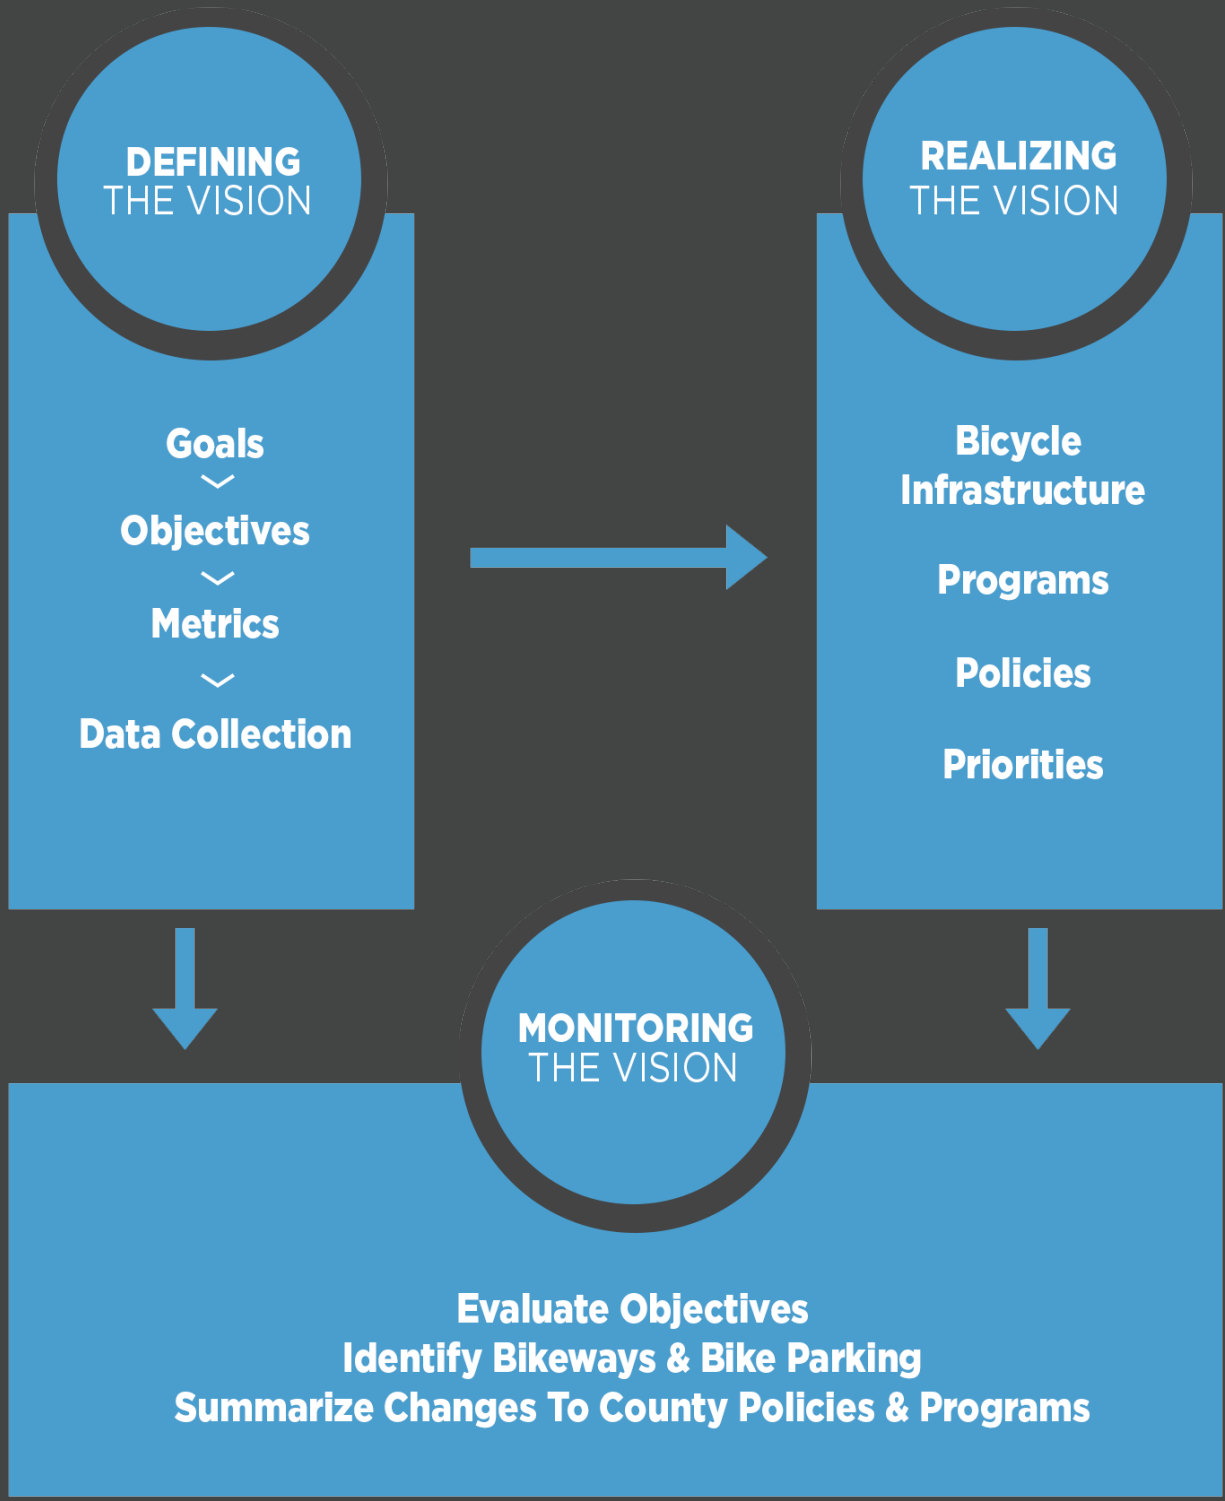 DEFINING
THE VISION
Goals
Objectives
Metrics
Data Collection
REALIZING
THE VISION
Bicycle
Infrastructure
Programs
Policies
Priorities
MONITORING
THE VISION
Evaluate Objectives
Identify Bikeways & Bike Parking
Summarize Changes To County Policies & Programs